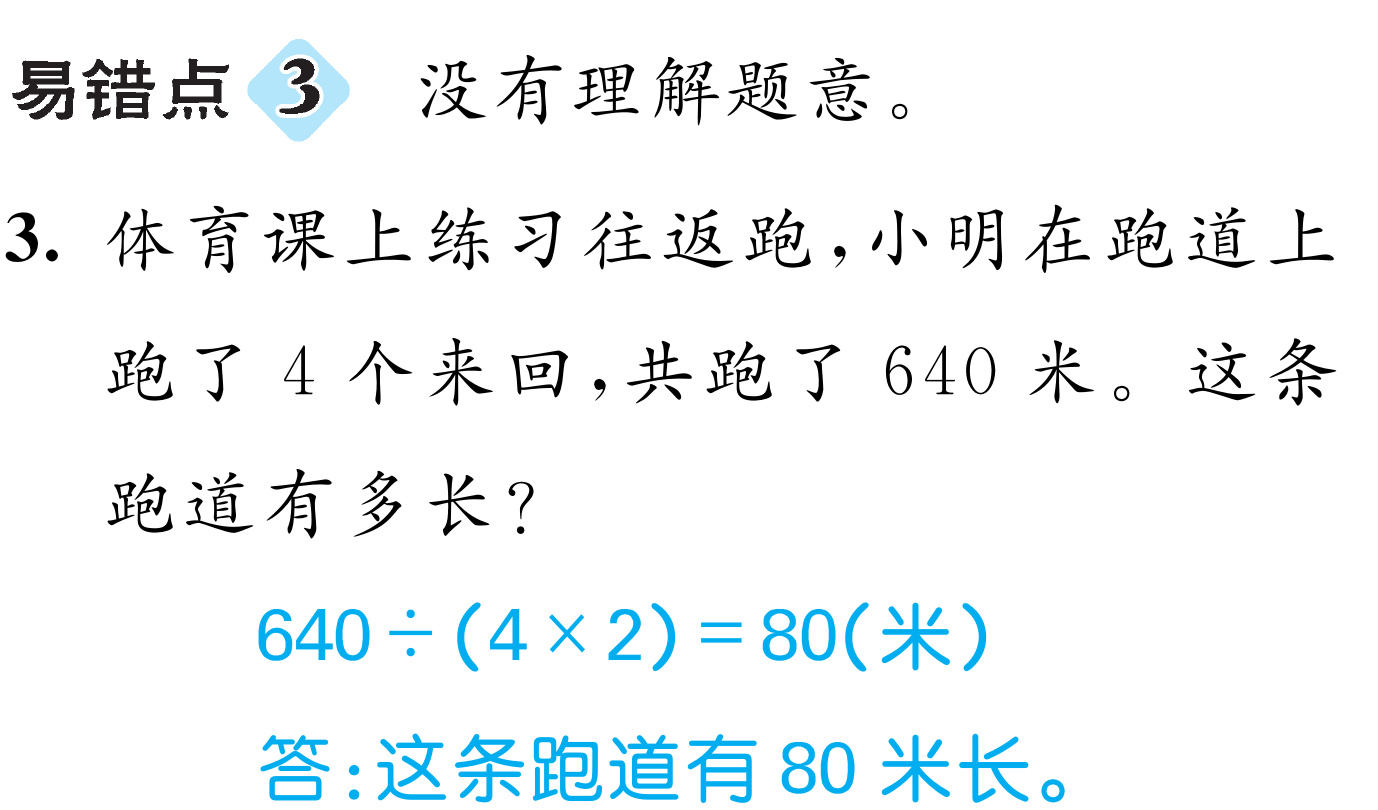 易错点 3 没有理解题意。
3. 体育课上练习往返跑,小明在跑道上
跑了 4 个来回,共跑了 640 米。这条
跑道有多长?
640÷(4×2)=80(米)
答:这条跑道有 80 米长。